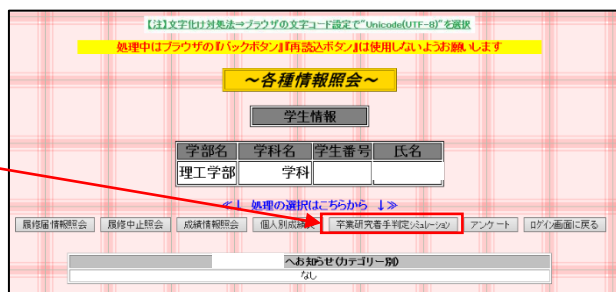 【注】文字化け対処法⇒ブラウザの文字コード設定で"Unicode(UTF-8)"を選択
処理中はブラウザの『バックボタン』『再読込ボタン』は使用しないようお願いします
～各種情報照会～
学生情報
学部名 学科名 学生番号 氏名
理工学部 学科
≪↓ 処理の選択はこちらから ↓≫
履修届情報照会 履修中止照会 成績情報照会 個人別成績 卒業研究着手判定シミュレーション アンケート ログイン画面に戻る
へお知らせ(カテゴリー別)
なし